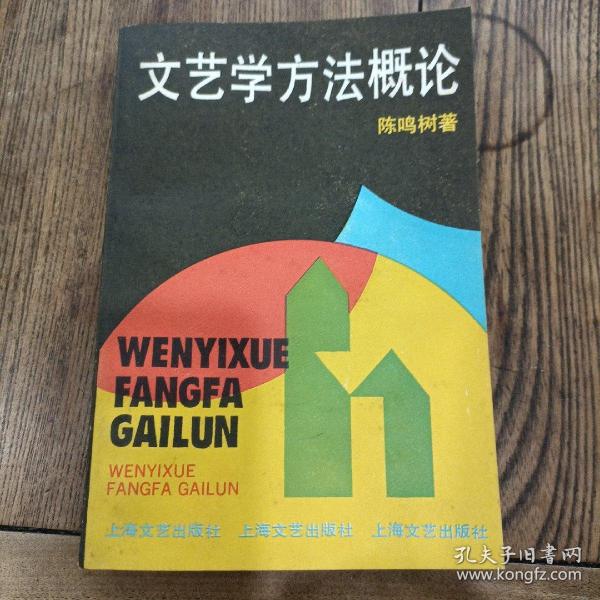 文艺学方法概论
陈鸣树著
WENYIXUE
FANGFA
GAILUN
WENYIXUE
FANGFA GAILUN
上海文艺出版社 上海文艺出版社 上海文艺出版社
孔夫子旧书网
www.kongfz.com